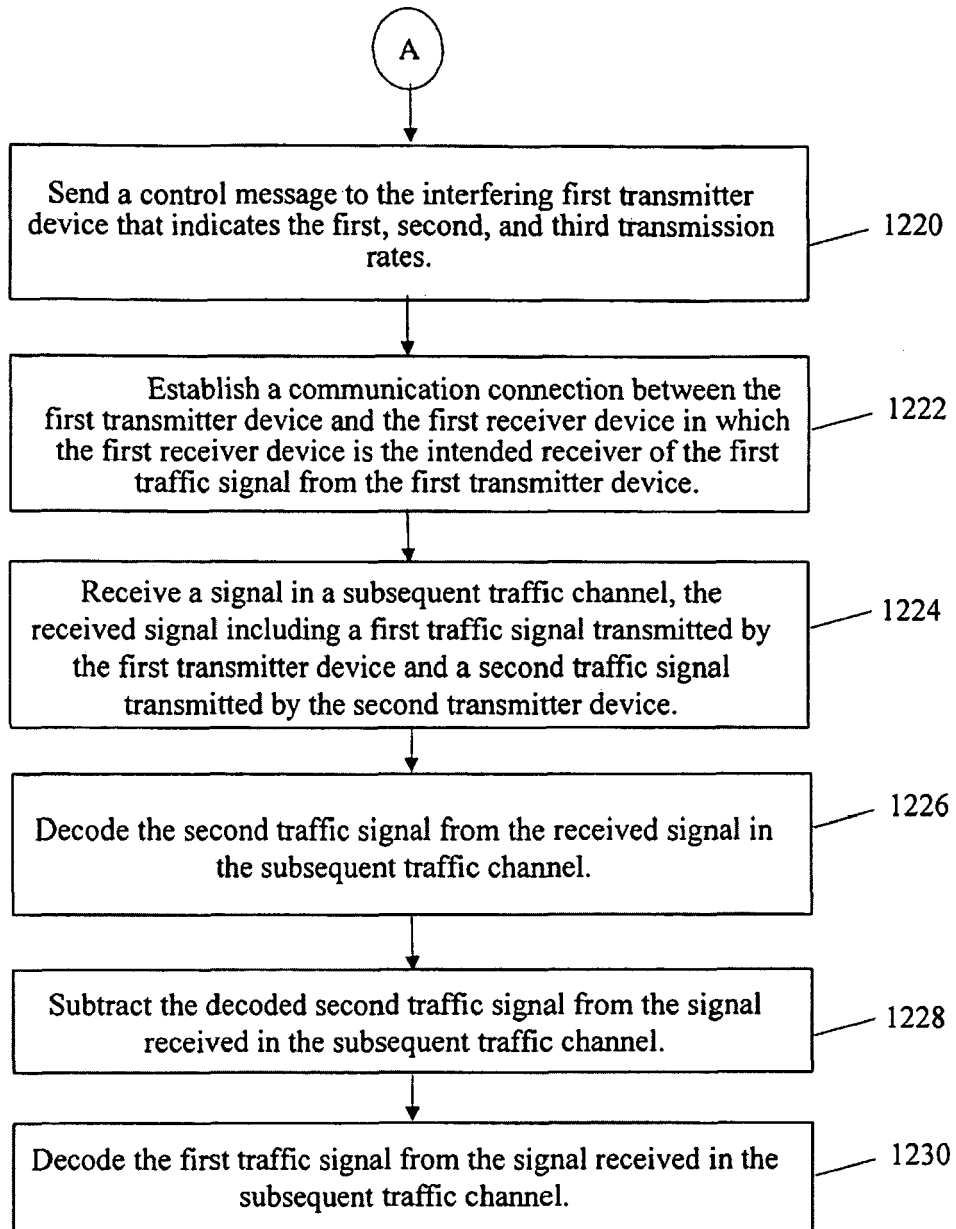 A
Send a control message to the interfering first transmitter
device that indicates the first, second, and third transmission
rates.
1220
Establish a communication connection between the
first transmitter device and the first receiver device in which
the first receiver device is the intended receiver of the first
traffic signal from the first transmitter device.
1222
Receive a signal in a subsequent traffic channel, the
received signal including a first traffic signal transmitted by
the first transmitter device and a second traffic signal
transmitted by the second transmitter device.
1224
Decode the second traffic signal from the received signal in
the subsequent traffic channel.
1226
Subtract the decoded second traffic signal from the signal
received in the subsequent traffic channel.
1228
Decode the first traffic signal from the signal received in the
subsequent traffic channel.
1230